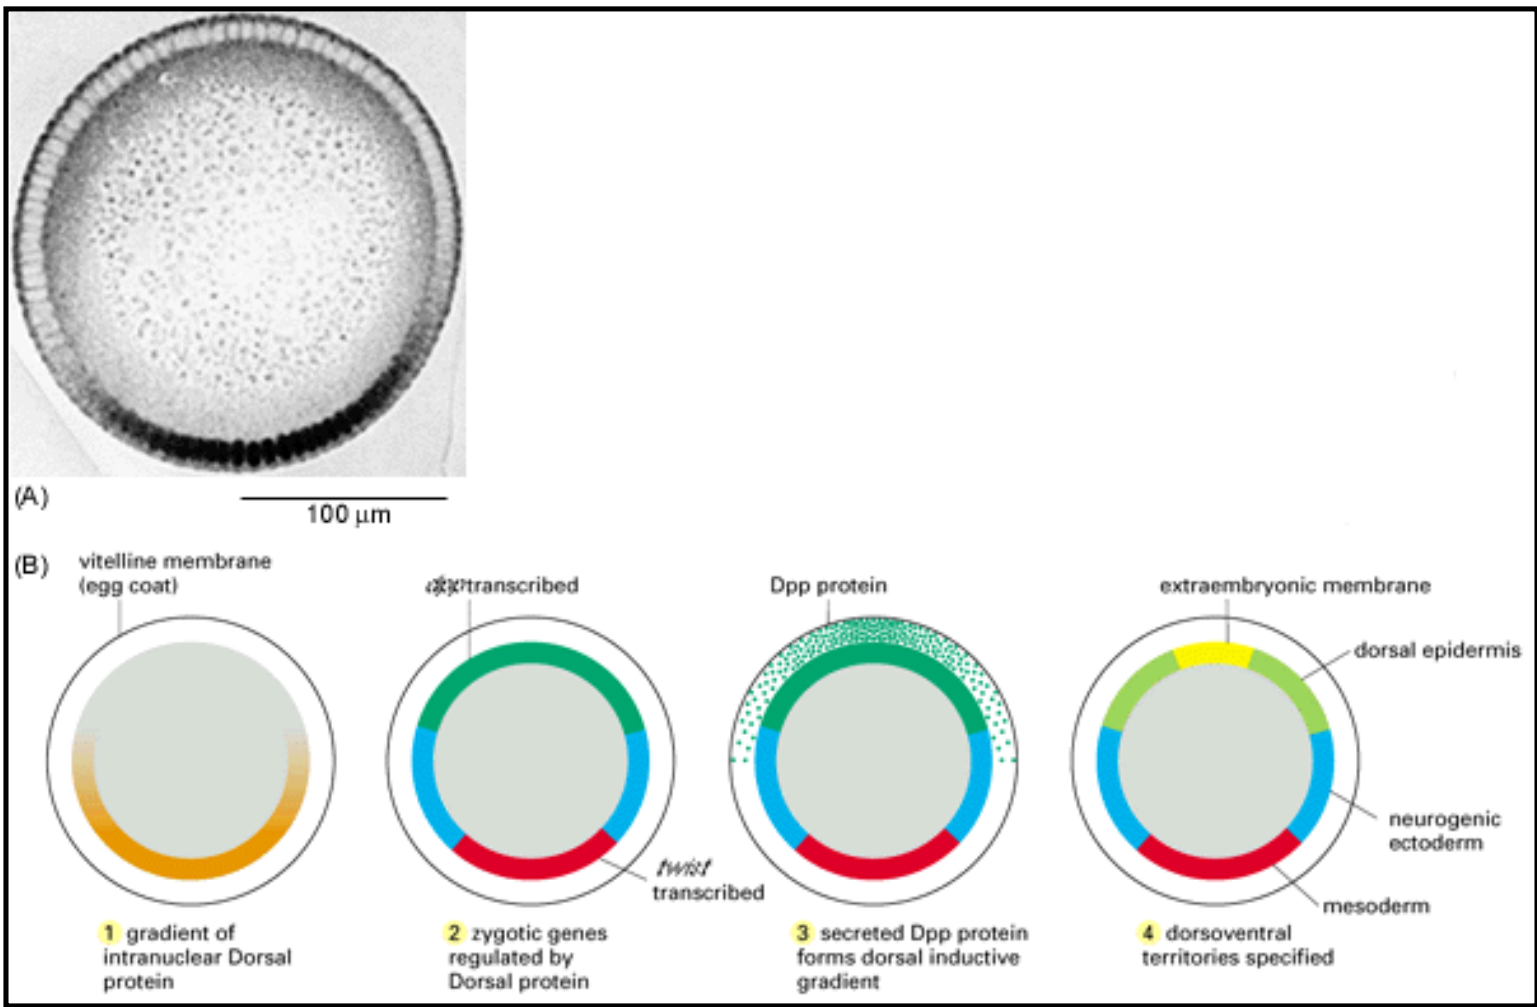 (A)
100 µm
(B)
vitelline membrane
(egg coat)
dpp transcribed
Dpp protein
extraembryonic membrane
dorsal epidermis
neurogenic
ectoderm
mesoderm
twist
transcribed
1 gradient of
intranuclear Dorsal
protein
2 zygotic genes
regulated by
Dorsal protein
3 secreted Dpp protein
forms dorsal inductive
gradient
4 dorsoventral
territories specified